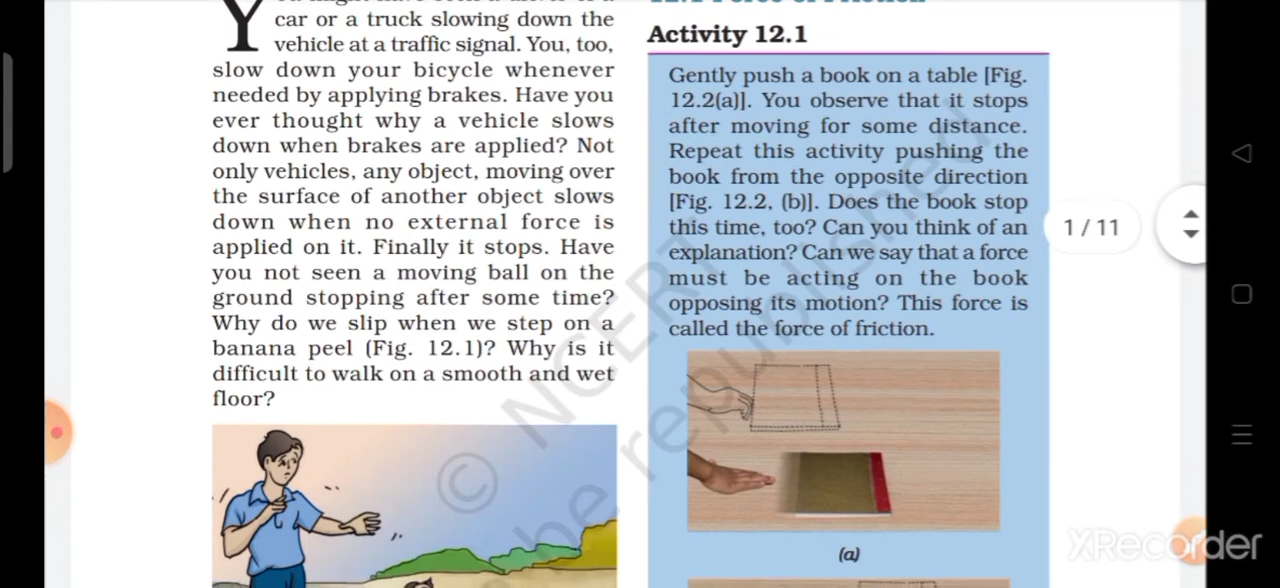 Y
car or a truck slowing down the
vehicle at a traffic signal. You, too,
slow down your bicycle whenever
needed by applying brakes. Have you
ever thought why a vehicle slows
down when brakes are applied? Not
only vehicles, any object, moving over
the surface of another object slows
down when no external force is
applied on it. Finally it stops. Have
you not seen a moving ball on the
ground stopping after some time?
Why do we slip when we step on a
banana peel (Fig. 12.1)? Why is it
difficult to walk on a smooth and wet
floor?
Activity 12.1
Gently push a book on a table [Fig.
12.2(a)]. You observe that it stops
after moving for some distance.
Repeat this activity pushing the
book from the opposite direction
[Fig. 12.2, (b)]. Does the book stop
this time, too? Can you think of an
explanation? Can we say that a force
must be acting on the book
opposing its motion? This force is
called the force of friction.
(a)
1 / 11
© NCERT
be republished
XRecorder